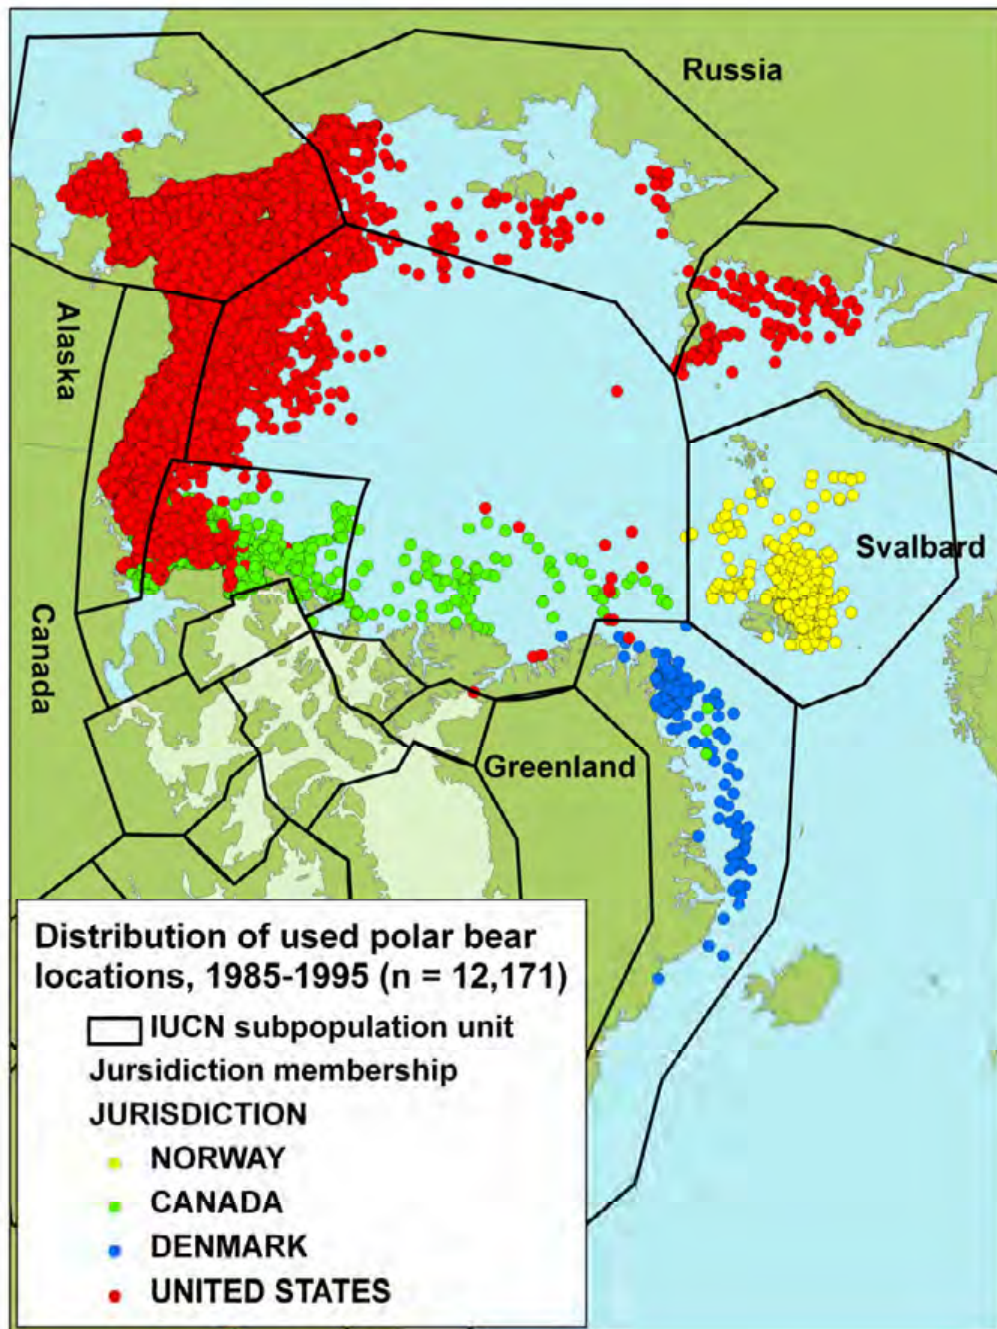 Russia
Alaska
Svalbard
Canada
Greenland
Distribution of used polar bear
locations, 1985-1995 (n = 12,171)
IUCN subpopulation unit
Jursidiction membership
JURISDICTION
NORWAY
CANADA
DENMARK
UNITED STATES